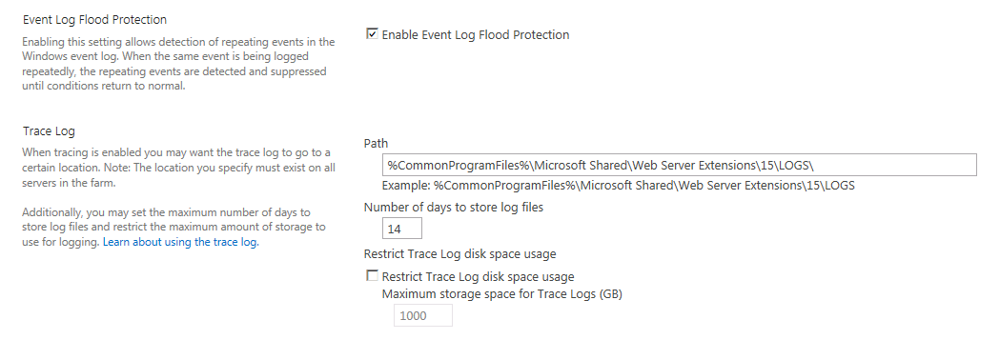 Event Log Flood Protection
Enabling this setting allows detection of repeating events in the
Windows event log. When the same event is being logged
repeatedly, the repeating events are detected and suppressed
until conditions return to normal.
Enable Event Log Flood Protection
Trace Log
When tracing is enabled you may want the trace log to go to a
certain location. Note: The location you specify must exist on all
servers in the farm.
Additionally, you may set the maximum number of days to
store log files and restrict the maximum amount of storage to
use for logging. Learn about using the trace log.
Path
%CommonProgramFiles%\Microsoft Shared\Web Server Extensions\15\LOGS\
Example: %CommonProgramFiles%\Microsoft Shared\Web Server Extensions\15\LOGS
Number of days to store log files
14
Restrict Trace Log disk space usage
Restrict Trace Log disk space usage
Maximum storage space for Trace Logs (GB)
1000